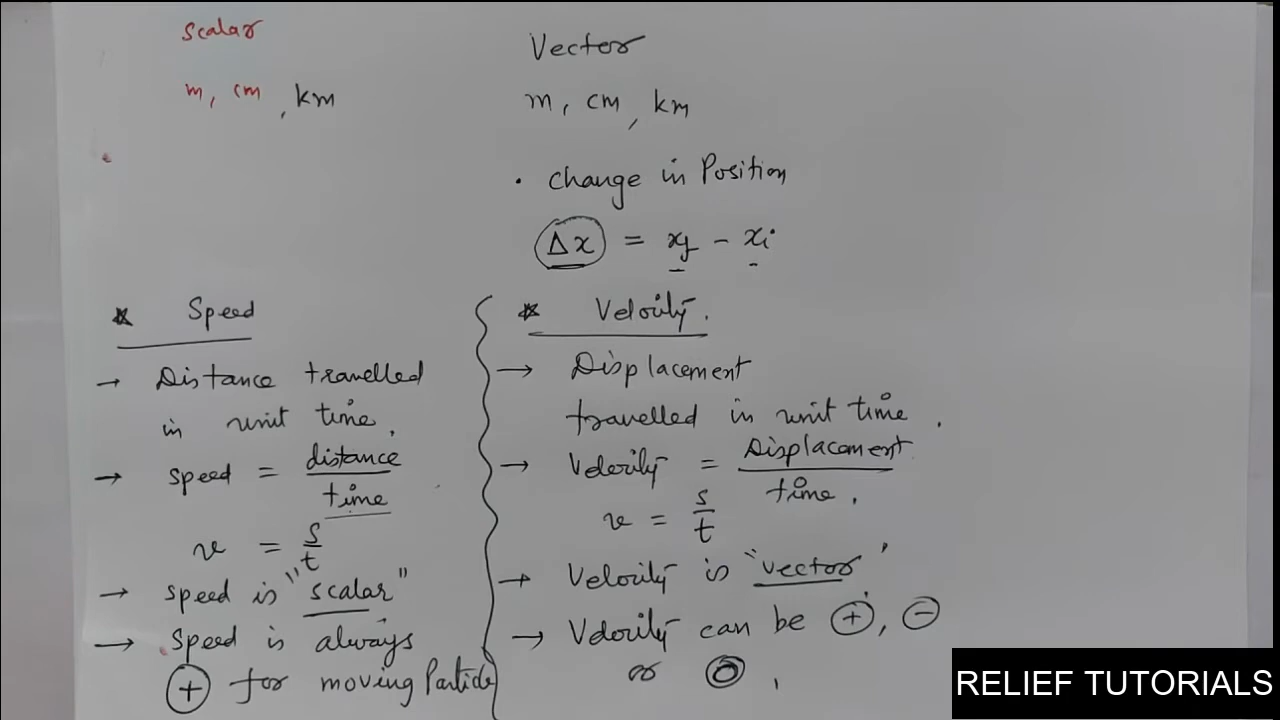 Scalar
m, cm, km
Vector
m, cm, km
• Change in Position
Δx = xf - xi
* Speed
→ Distance travelled
in unit time.
→ speed = distance
time
v = s
t
→ speed is "scalar"
→ Speed is always
+ for moving Particle
* Velocity.
→ Displacement
travelled in unit time.
→ Velocity = Displacement
time.
v = s
t
→ Velocity is "vector"
→ Velocity can be +, -
or 0,
RELIEF TUTORIALS